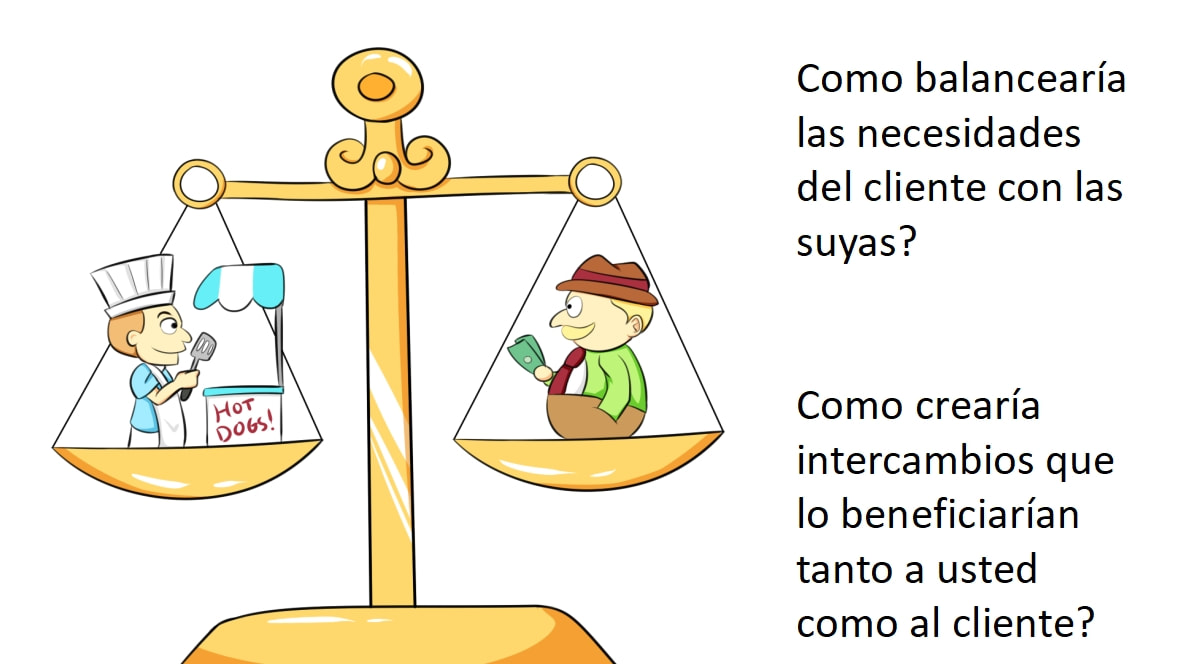 Como balancearía
las necesidades
del cliente con las
suyas?
Como crearía
intercambios que
lo beneficiarían
tanto a usted
como al cliente?
HOT
DOGS!